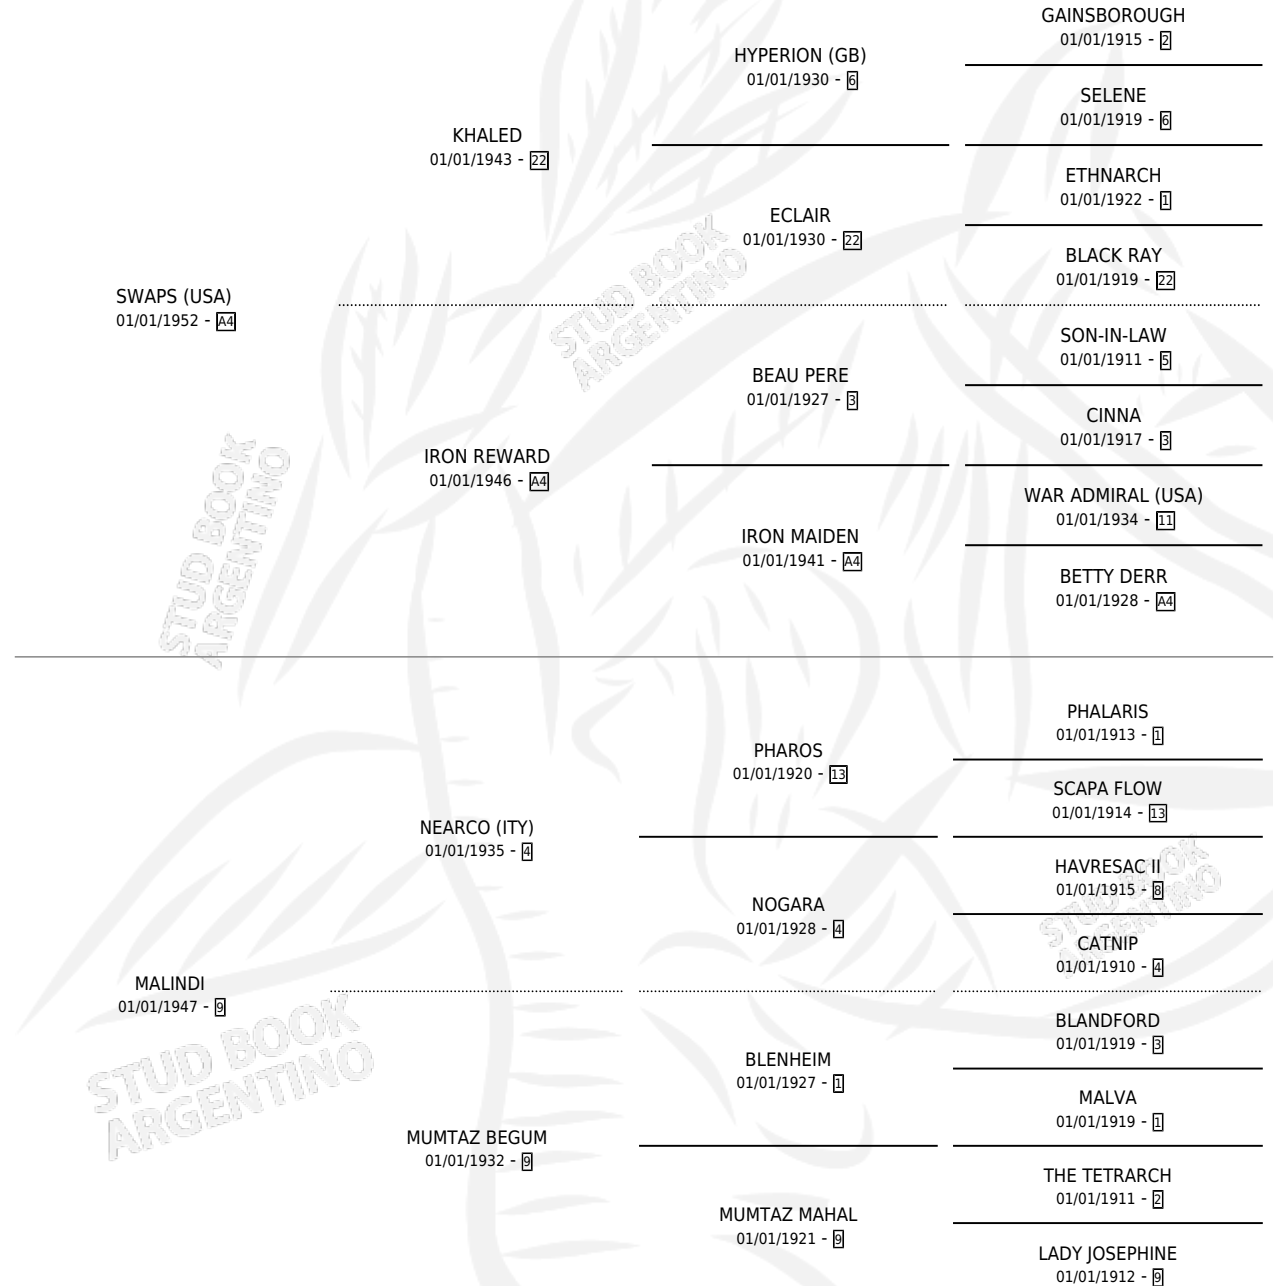 GAINSBOROUGH
01/01/1915 - 2
HYPERION (GB)
01/01/1930 - 6
SELENE
01/01/1919 - 6
KHALED
01/01/1943 - 22
ETHNARCH
01/01/1922 - 1
ECLAIR
01/01/1930 - 22
BLACK RAY
01/01/1919 - 22
SWAPS (USA)
01/01/1952 - A4
STUD BOOK
ARGENTINO
SON-IN-LAW
01/01/1911 - 5
BEAU PERE
01/01/1927 - 3
CINNA
01/01/1917 - 3
IRON REWARD
01/01/1946 - A4
WAR ADMIRAL (USA)
01/01/1934 - 11
IRON MAIDEN
01/01/1941 - A4
BETTY DERR
01/01/1928 - A4
STUD BOOK
ARGENTINO
PHALARIS
01/01/1913 - 1
PHAROS
01/01/1920 - 13
SCAPA FLOW
01/01/1914 - 13
NEARCO (ITY)
01/01/1935 - 4
HAVRESAC II
01/01/1915 - 8
NOGARA
01/01/1928 - 4
STUD BOOK
ARGENTINO
CATNIP
01/01/1910 - 4
MALINDI
01/01/1947 - 9
BLANDFORD
01/01/1919 - 3
BLENHEIM
01/01/1927 - 1
STUD BOOK
ARGENTINO
MALVA
01/01/1919 - 1
MUMTAZ BEGUM
01/01/1932 - 9
THE TETRARCH
01/01/1911 - 2
MUMTAZ MAHAL
01/01/1921 - 9
LADY JOSEPHINE
01/01/1912 - 9